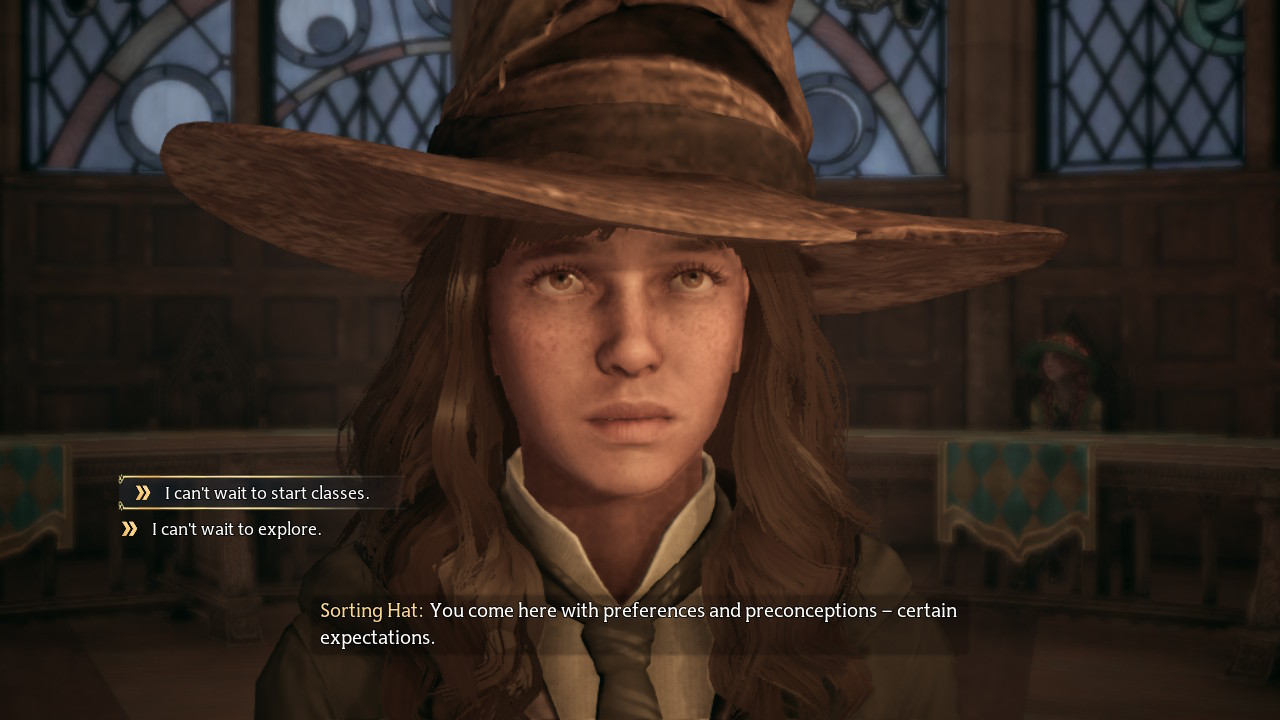 I can't wait to start classes.
I can't wait to explore.
Sorting Hat: You come here with preferences and preconceptions – certain
expectations.